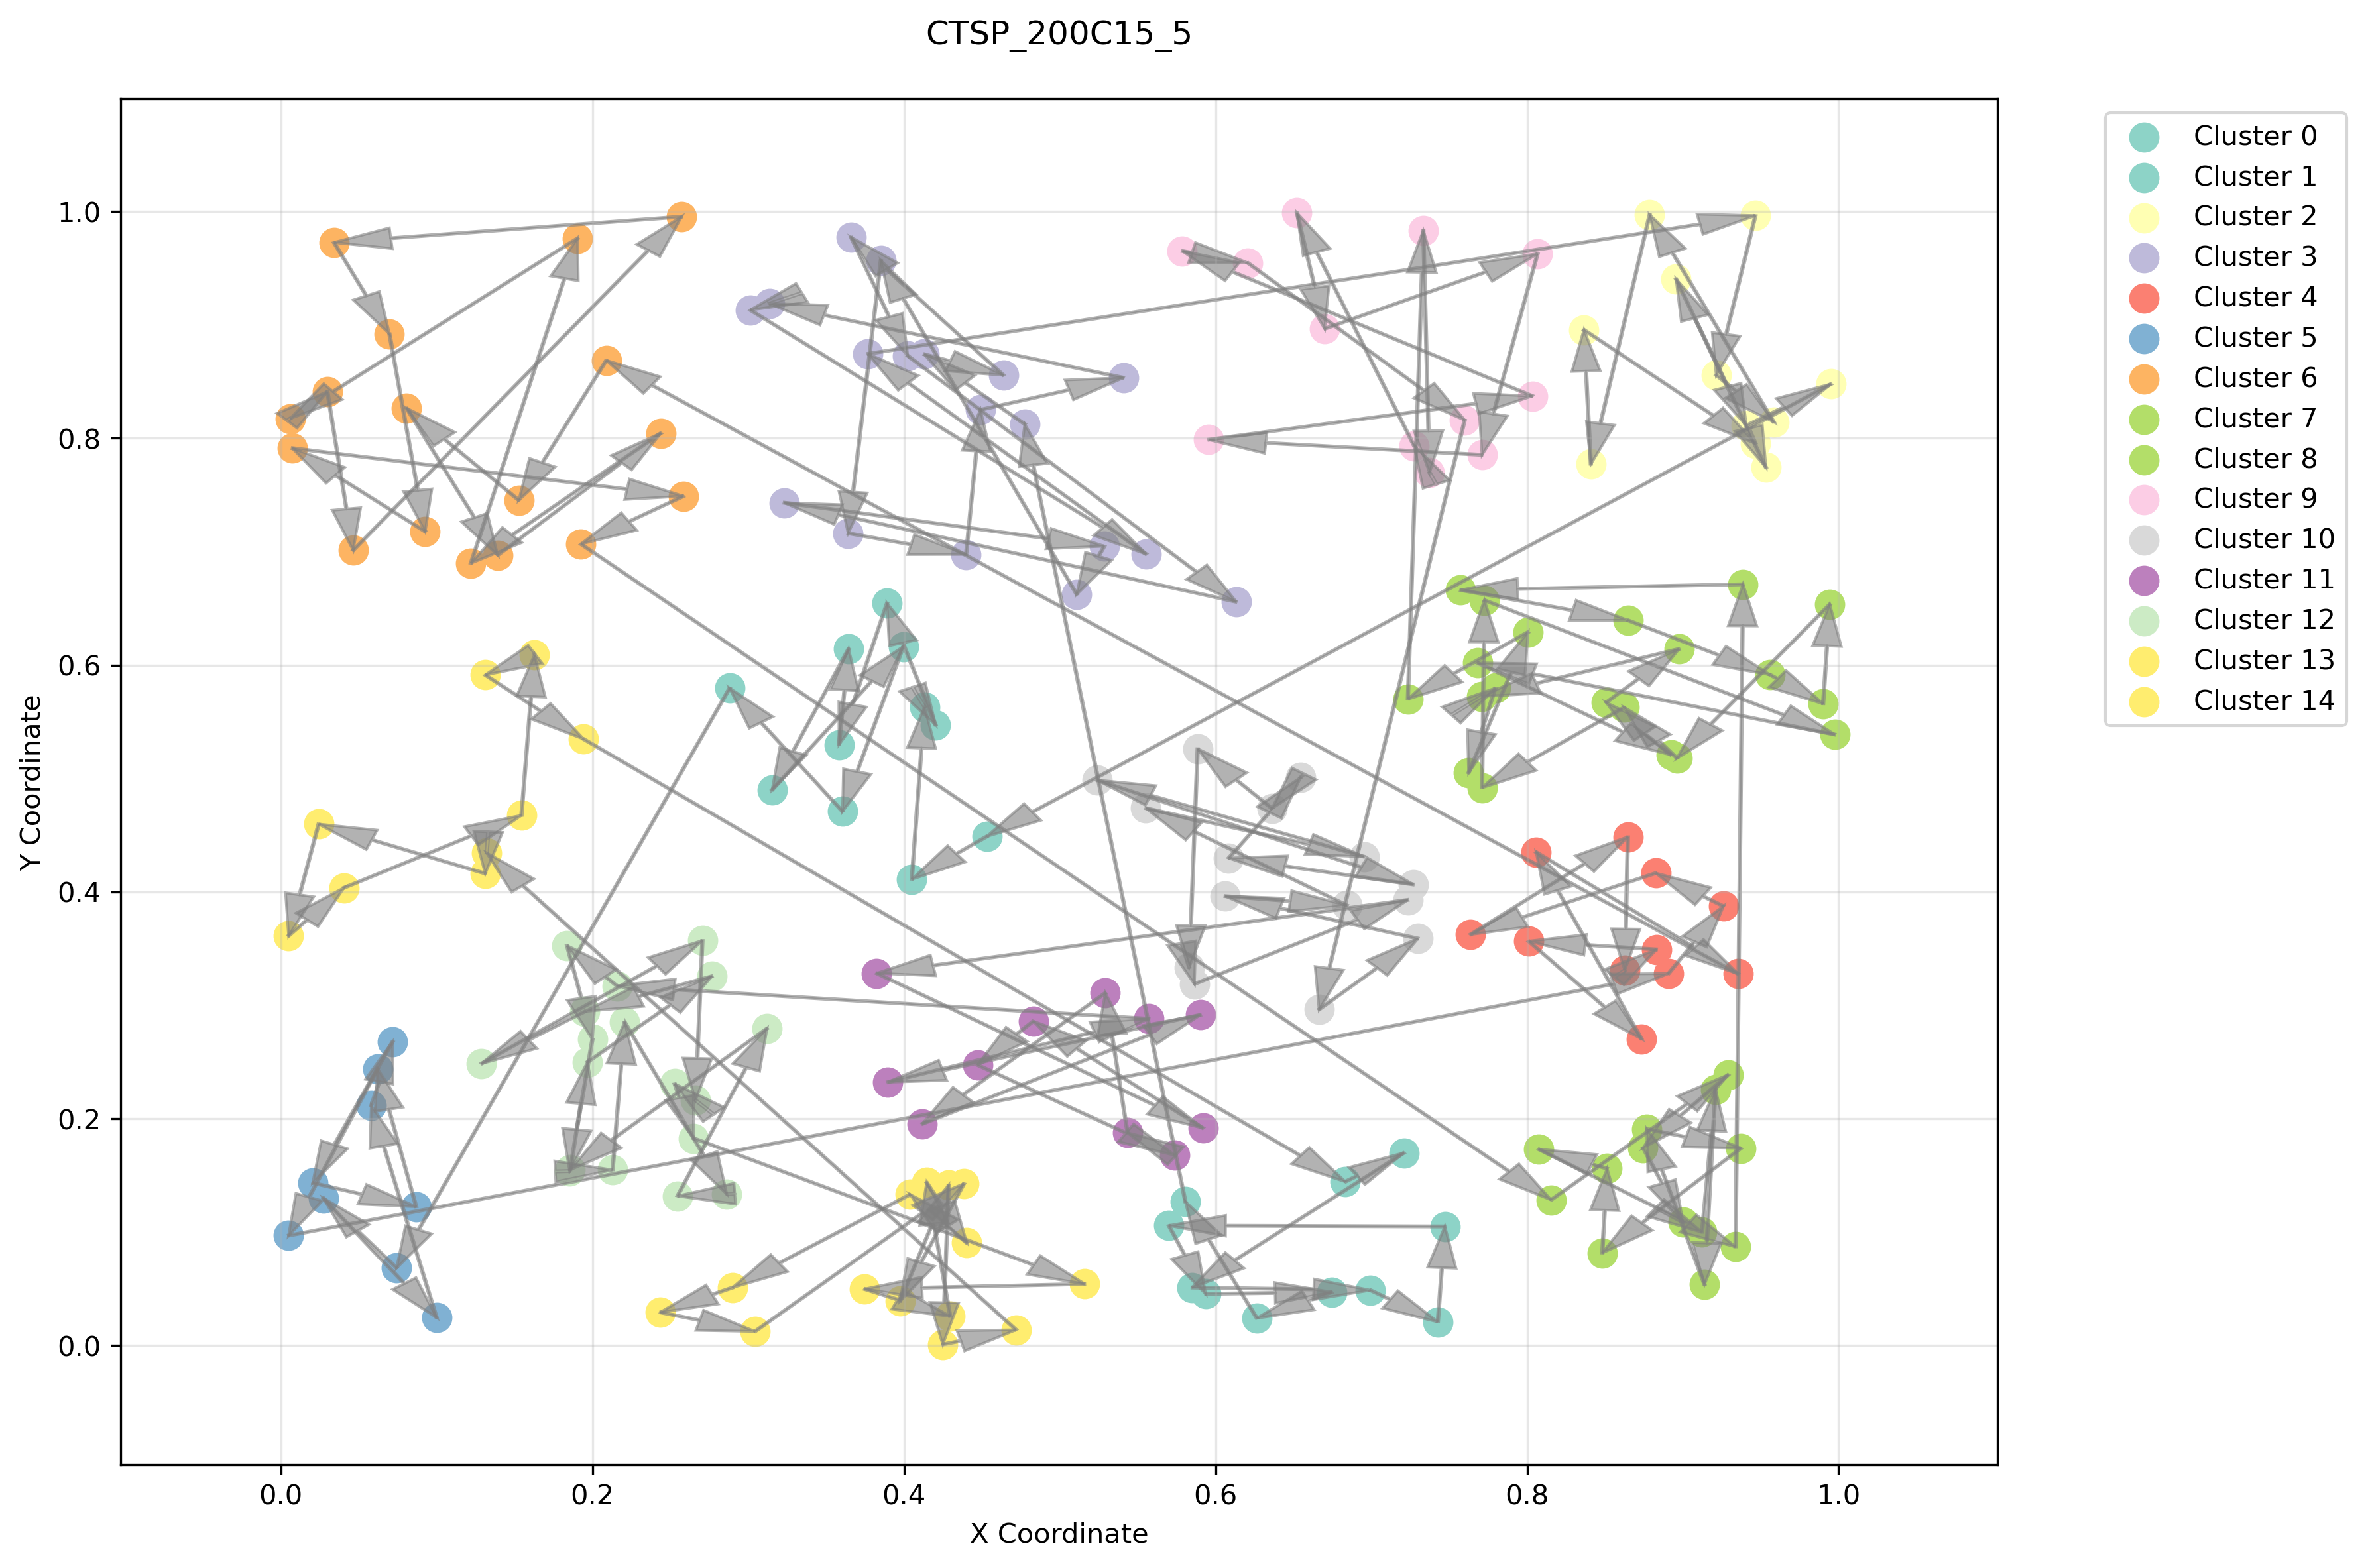 CTSP_200C15_5
Cluster 0
Cluster 1
Cluster 2
Cluster 3
Cluster 4
Cluster 5
Cluster 6
Cluster 7
Cluster 8
Cluster 9
Cluster 10
Cluster 11
Cluster 12
Cluster 13
Cluster 14
Y Coordinate
1.0
0.8
0.6
0.4
0.2
0.0
0.0 0.2 0.4 0.6 0.8 1.0
X Coordinate